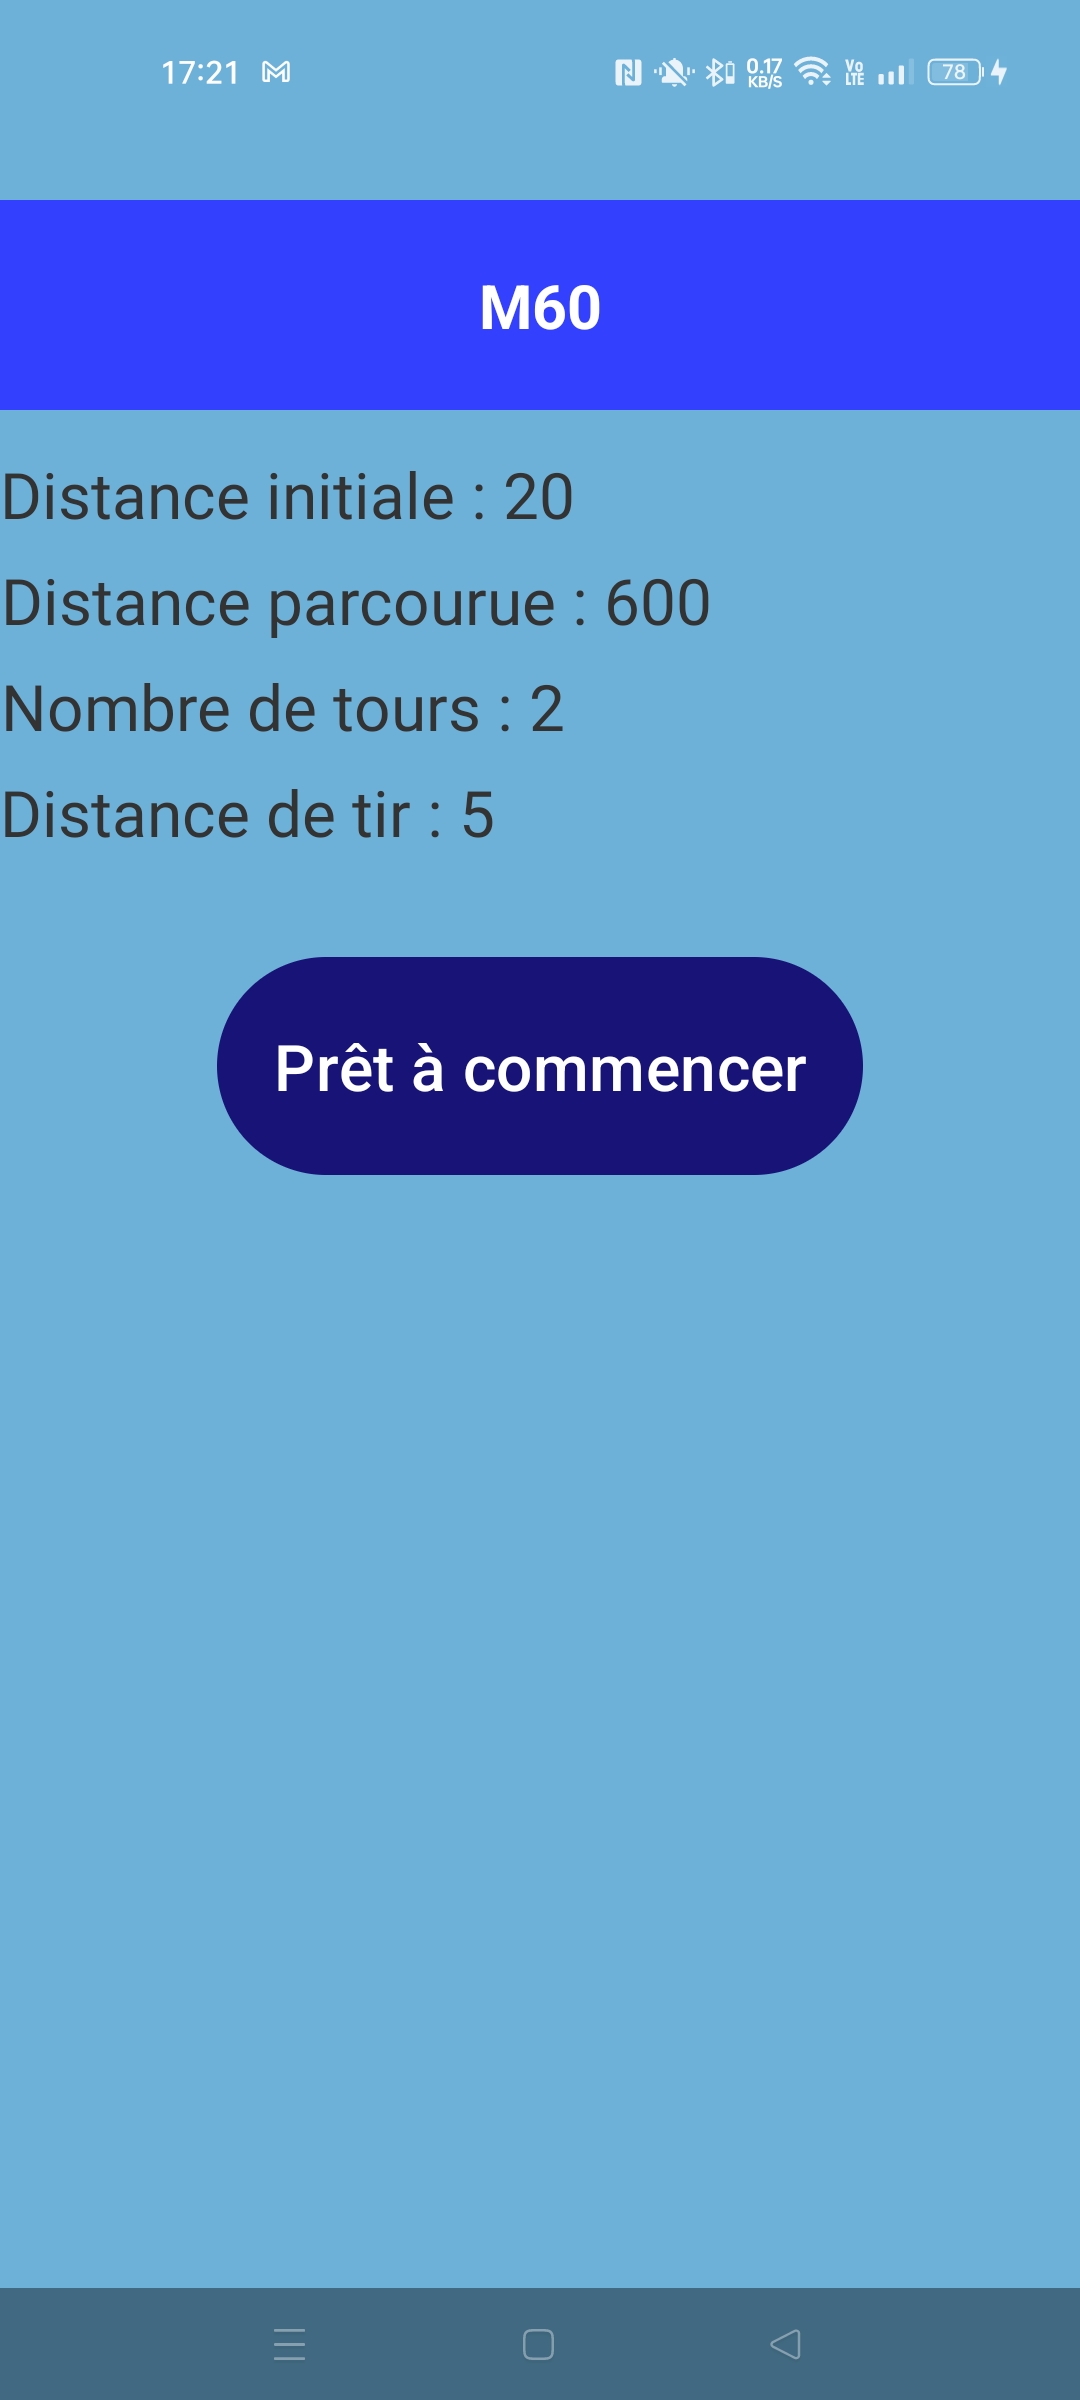 17:21
0.17
KB/S
Vo
LTE
78
M60
Distance initiale : 20
Distance parcourue : 600
Nombre de tours : 2
Distance de tir : 5
Prêt à commencer